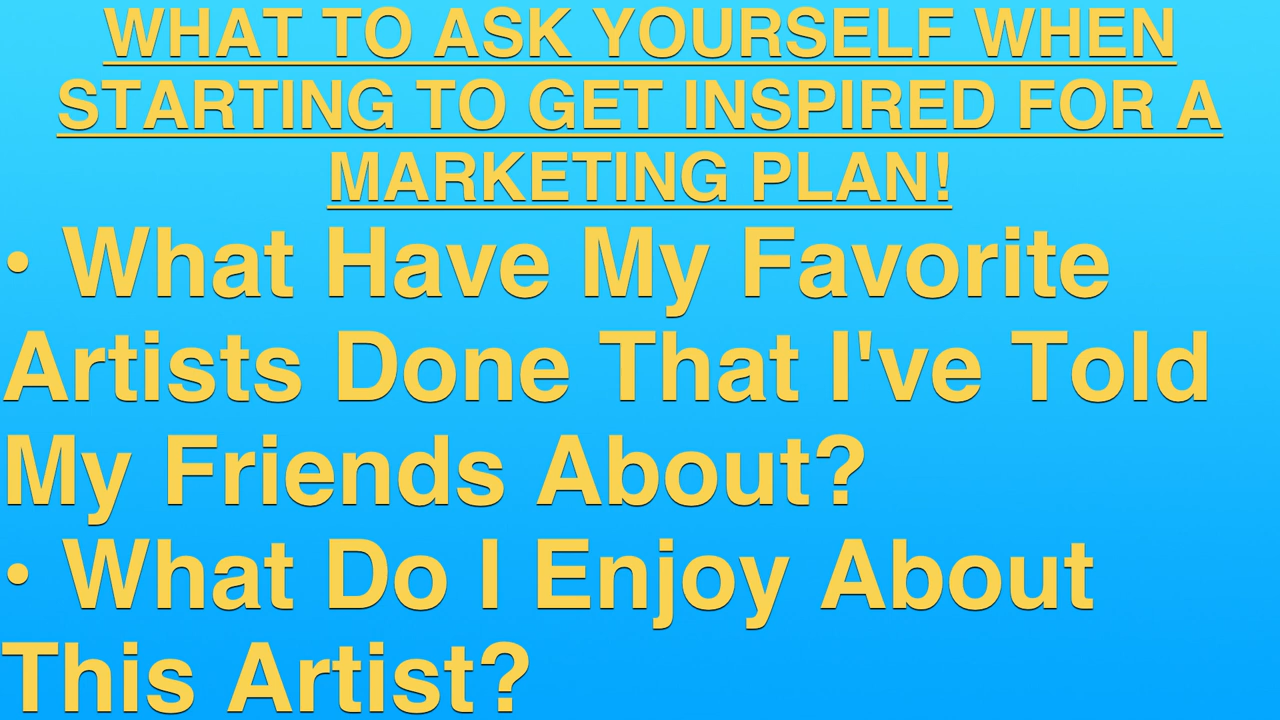 WHAT TO ASK YOURSELF WHEN
STARTING TO GET INSPIRED FOR A
MARKETING PLAN!
• What Have My Favorite
Artists Done That I've Told
My Friends About?
• What Do I Enjoy About
This Artist?